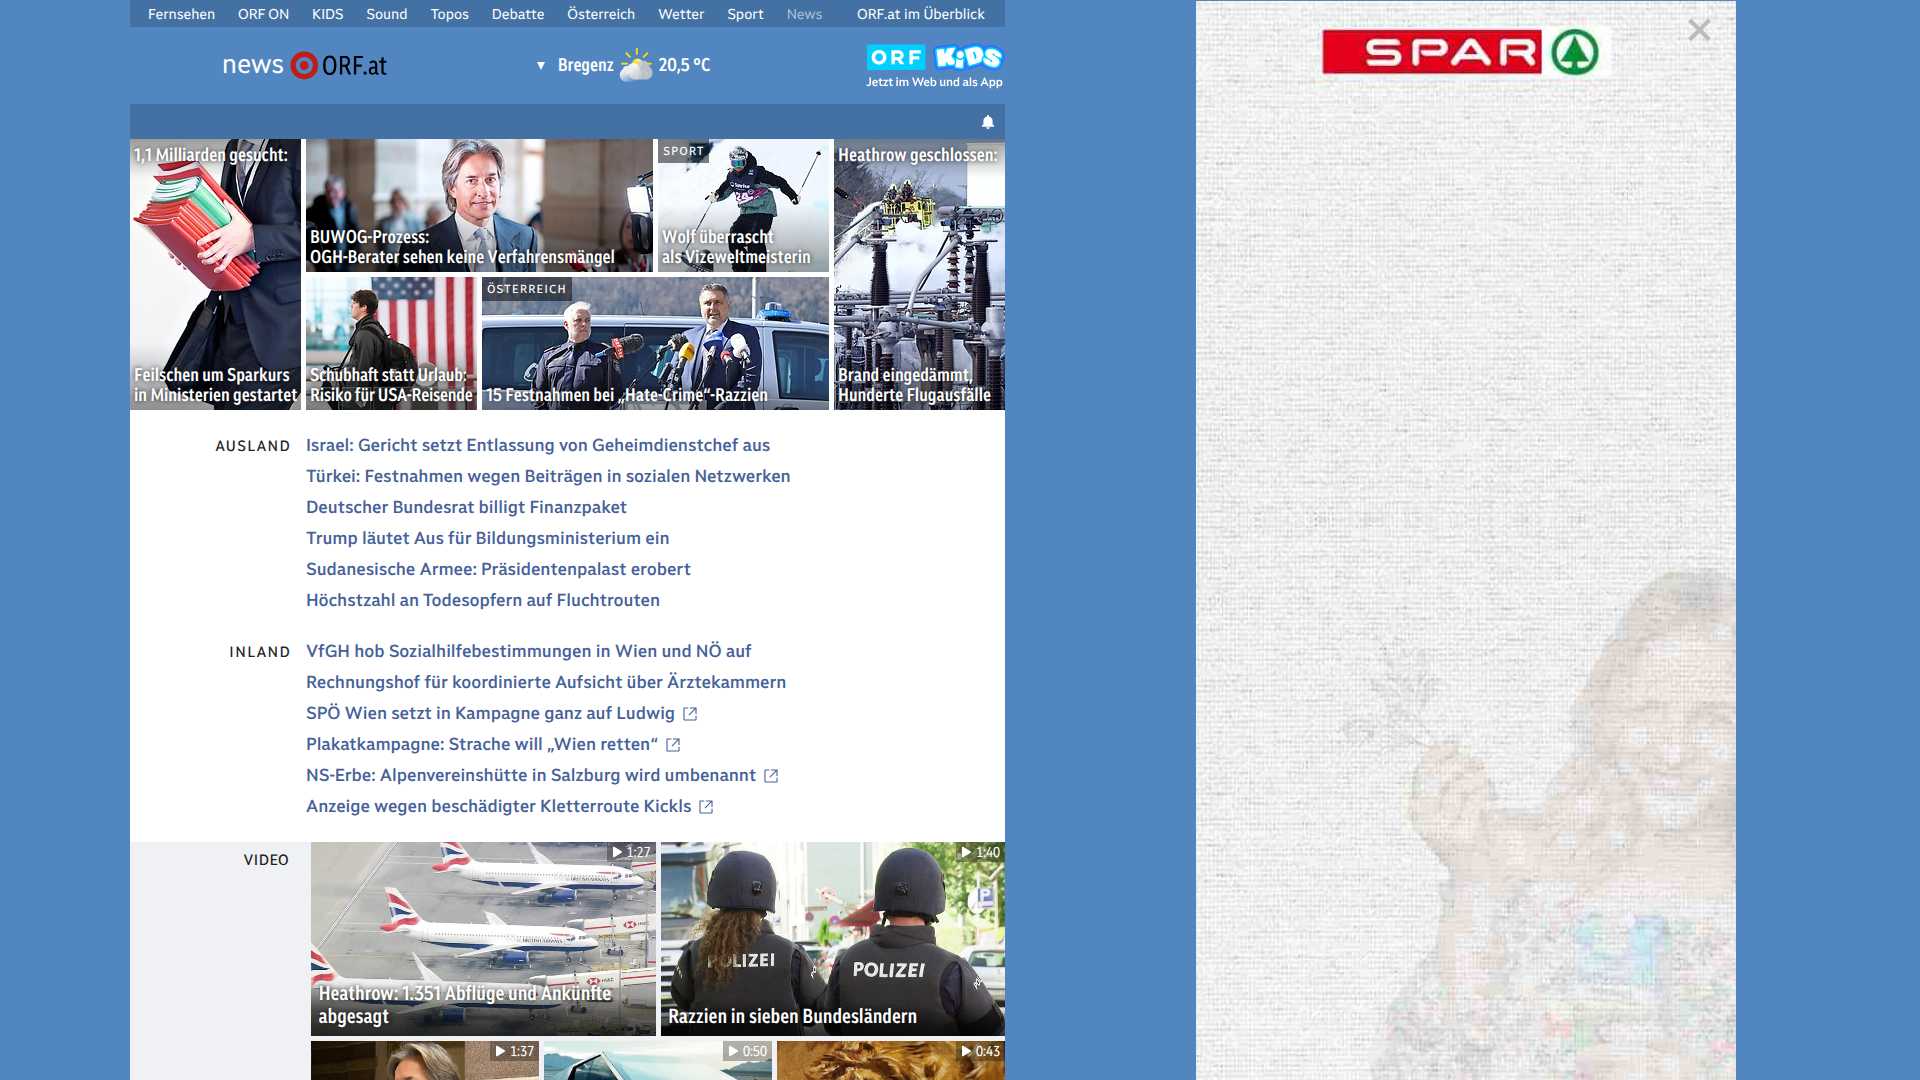 Fernsehen ORF ON KIDS Sound Topos Debatte Österreich Wetter Sport News ORF.at im Überblick
news ORF.at
▼ Bregenz 20,5 °C
ORF KiDS
Jetzt im Web und als App
SPAR
1,1 Milliarden gesucht:
Feilschen um Sparkurs
in Ministerien gestartet
BUWOG-Prozess:
OGH-Berater sehen keine Verfahrensmängel
SPORT
Wolf überrascht
als Vizeweltmeisterin
Heathrow geschlossen:
Brand eingedämmt,
Hunderte Flugausfälle
Schubhaft statt Urlaub:
Risiko für USA-Reisende
ÖSTERREICH
15 Festnahmen bei „Hate-Crime“-Razzien
AUSLAND
Israel: Gericht setzt Entlassung von Geheimdienstchef aus
Türkei: Festnahmen wegen Beiträgen in sozialen Netzwerken
Deutscher Bundesrat billigt Finanzpaket
Trump läutet Aus für Bildungsministerium ein
Sudanesische Armee: Präsidentenpalast erobert
Höchstzahl an Todesopfern auf Fluchtrouten
INLAND
VfGH hob Sozialhilfebestimmungen in Wien und NÖ auf
Rechnungshof für koordinierte Aufsicht über Ärztekammern
SPÖ Wien setzt in Kampagne ganz auf Ludwig
Plakatkampagne: Strache will „Wien retten“
NS-Erbe: Alpenvereinshütte in Salzburg wird umbenannt
Anzeige wegen beschädigter Kletterroute Kickls
VIDEO
1:27
Heathrow: 1.351 Abflüge und Ankünfte
abgesagt
1:40
POLIZEI
POLIZEI
Razzien in sieben Bundesländern
1:37
0:50
0:43